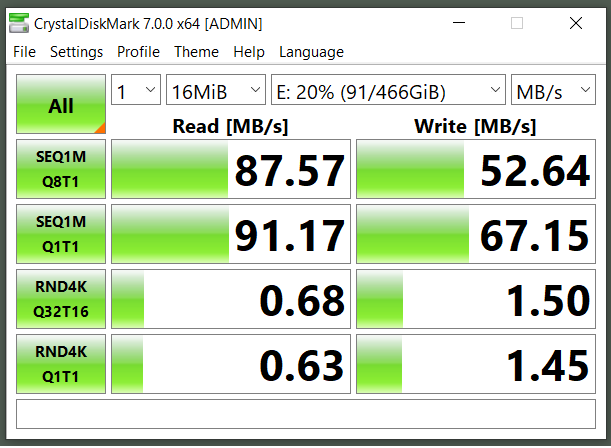 CrystalDiskMark 7.0.0 x64 [ADMIN]
File Settings Profile Theme Help Language
All 1 16MiB E: 20% (91/466GiB) MB/s
Read [MB/s] Write [MB/s]
SEQ1M
Q8T1 87.57 52.64
SEQ1M
Q1T1 91.17 67.15
RND4K
Q32T16 0.68 1.50
RND4K
Q1T1 0.63 1.45